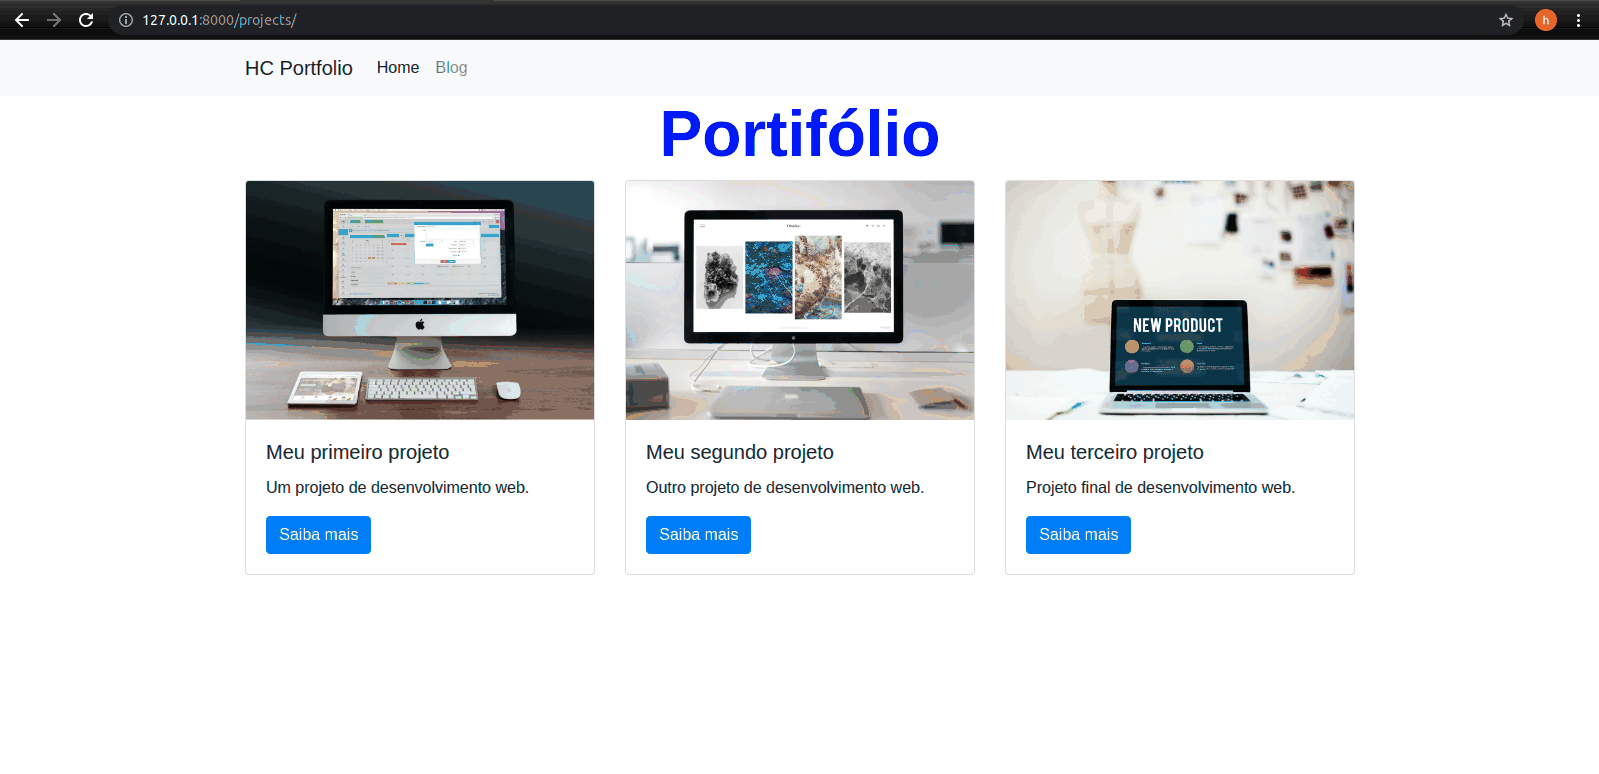 127.0.0.1:8000/projects/
h
HC Portfolio Home Blog
Portifólio
NEW PRODUCT
Meu primeiro projeto
Um projeto de desenvolvimento web.
Saiba mais
Meu segundo projeto
Outro projeto de desenvolvimento web.
Saiba mais
Meu terceiro projeto
Projeto final de desenvolvimento web.
Saiba mais